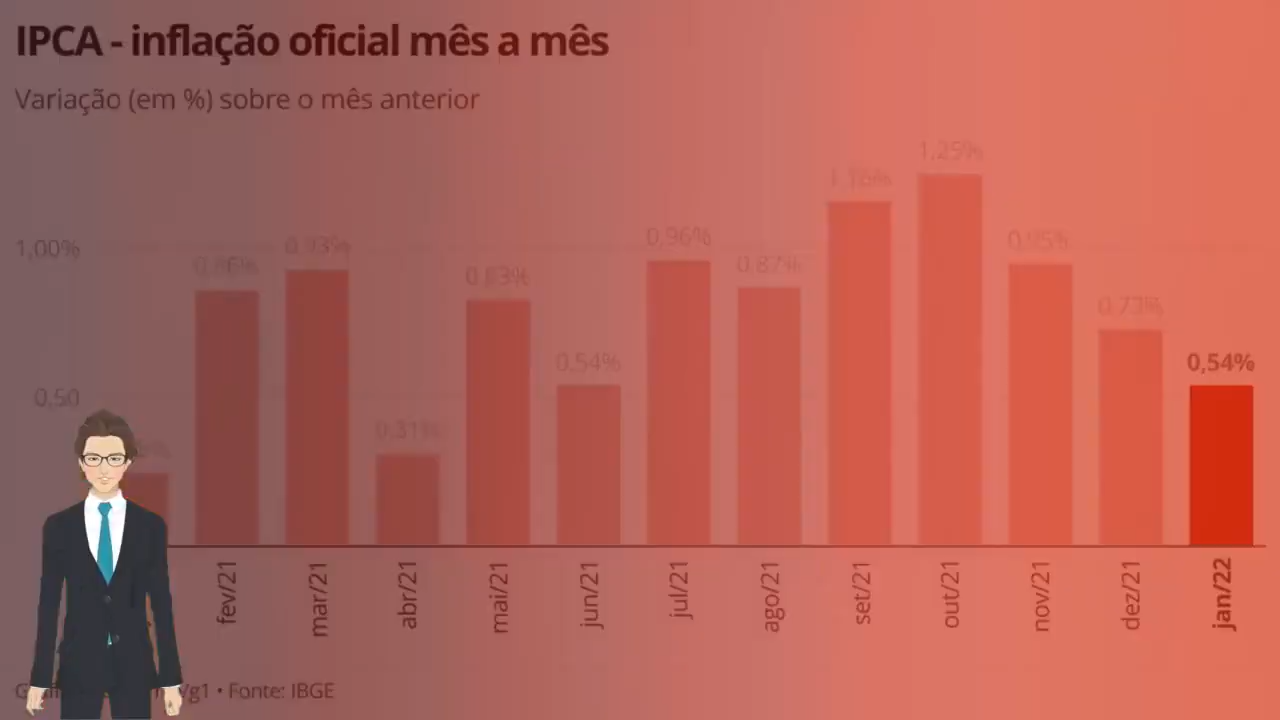 IPCA - inflação oficial mês a mês
Variação (em %) sobre o mês anterior
1,25%
1,16%
0,96%
0,95%
1,00%
0,93%
0,86%
0,87%
0,83%
0,73%
0,54%
0,54%
0,50
0,31%
fev/21
mar/21
abr/21
mai/21
jun/21
jul/21
ago/21
set/21
out/21
nov/21
dez/21
jan/22
/g1 • Fonte: IBGE